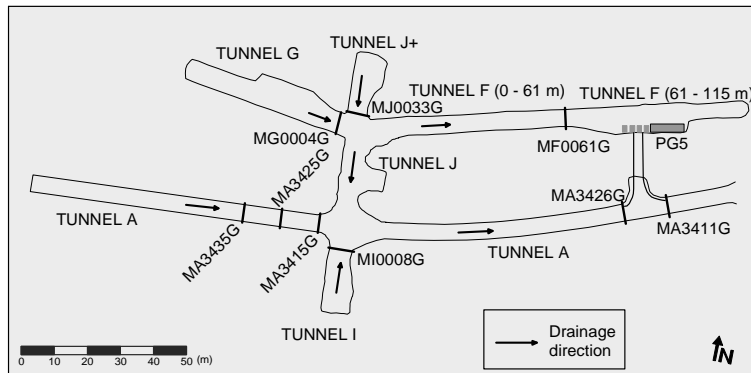 TUNNEL J+
TUNNEL G
TUNNEL F (0 - 61 m)
TUNNEL F (61 - 115 m)
MJ0033G
MG0004G
MF0061G
PG5
MA3425G
TUNNEL J
TUNNEL A
MA3435G
MA3415G
MI0008G
MA3426G
MA3411G
TUNNEL A
TUNNEL I
0 10 20 30 40 50 (m)
Drainage
direction
N